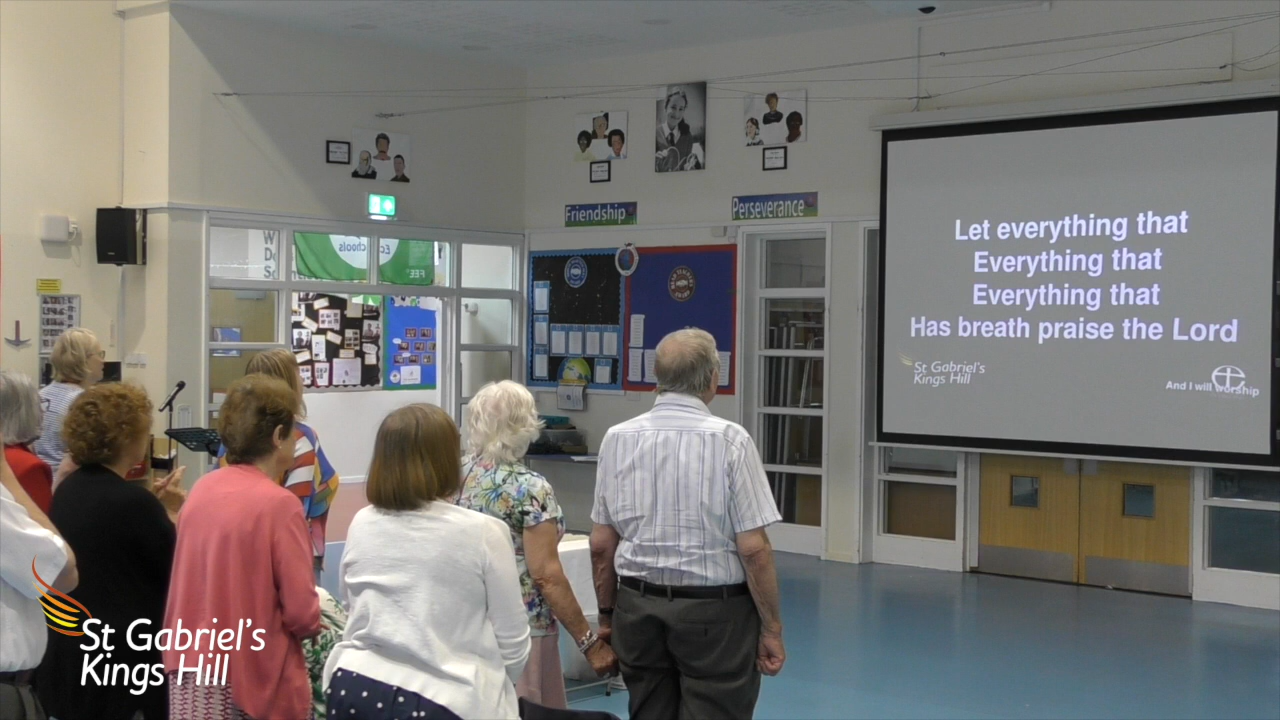 Friendship
Perseverance
Let everything that
Everything that
Everything that
Has breath praise the Lord
St Gabriel's
Kings Hill
And I will worship
St Gabriel's
Kings Hill